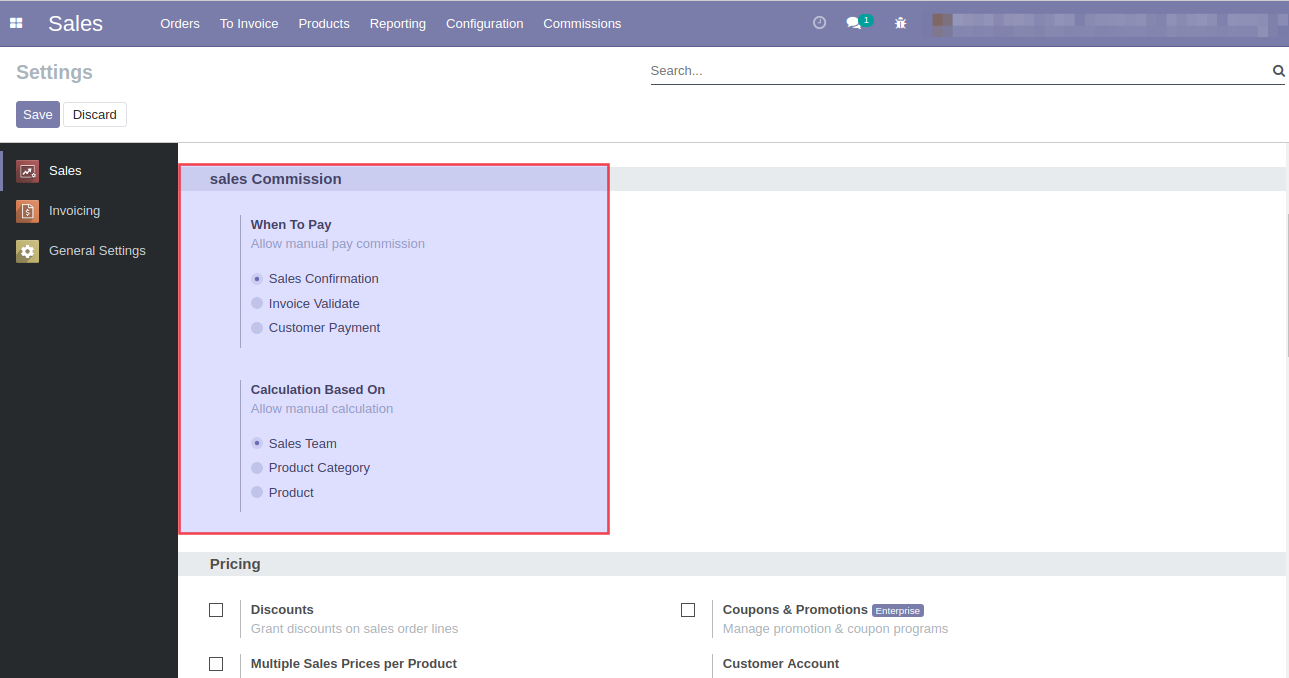 Sales Orders To Invoice Products Reporting Configuration Commissions 1
Settings
Search...
Save Discard
Sales
Invoicing
General Settings
sales Commission
When To Pay
Allow manual pay commission
Sales Confirmation
Invoice Validate
Customer Payment
Calculation Based On
Allow manual calculation
Sales Team
Product Category
Product
Pricing
Discounts
Grant discounts on sales order lines
Coupons & Promotions Enterprise
Manage promotion & coupon programs
Multiple Sales Prices per Product
Customer Account